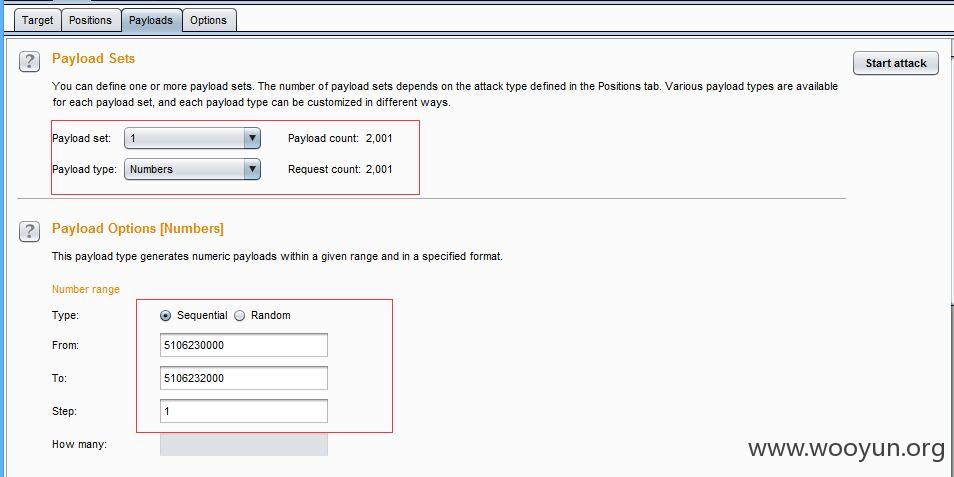 Target Positions Payloads Options
? Payload Sets
Start attack
You can define one or more payload sets. The number of payload sets depends on the attack type defined in the Positions tab. Various payload types are available
for each payload set, and each payload type can be customized in different ways.
Payload set: 1 Payload count: 2,001
Payload type: Numbers Request count: 2,001
? Payload Options [Numbers]
This payload type generates numeric payloads within a given range and in a specified format.
Number range
Type: Sequential Random
From: 5106230000
To: 5106232000
Step: 1
How many:
www.wooyun.org